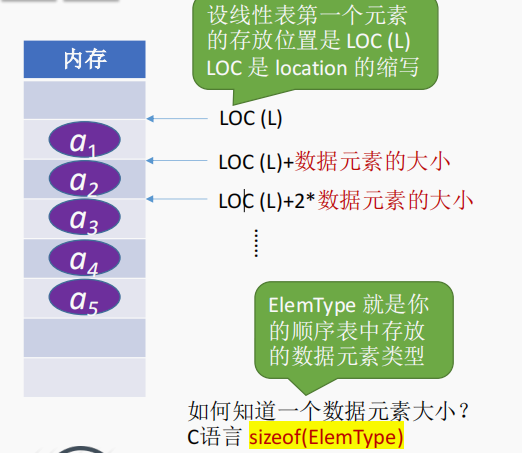 设线性表第一个元素
的存放位置是 LOC (L)
LOC 是 location 的缩写
内存
LOC (L)
a1
LOC (L)+数据元素的大小
a2
LOC (L)+2*数据元素的大小
a3
a4
a5
ElemType 就是你
的顺序表中存放
的数据元素类型
如何知道一个数据元素大小？
C语言 sizeof(ElemType)